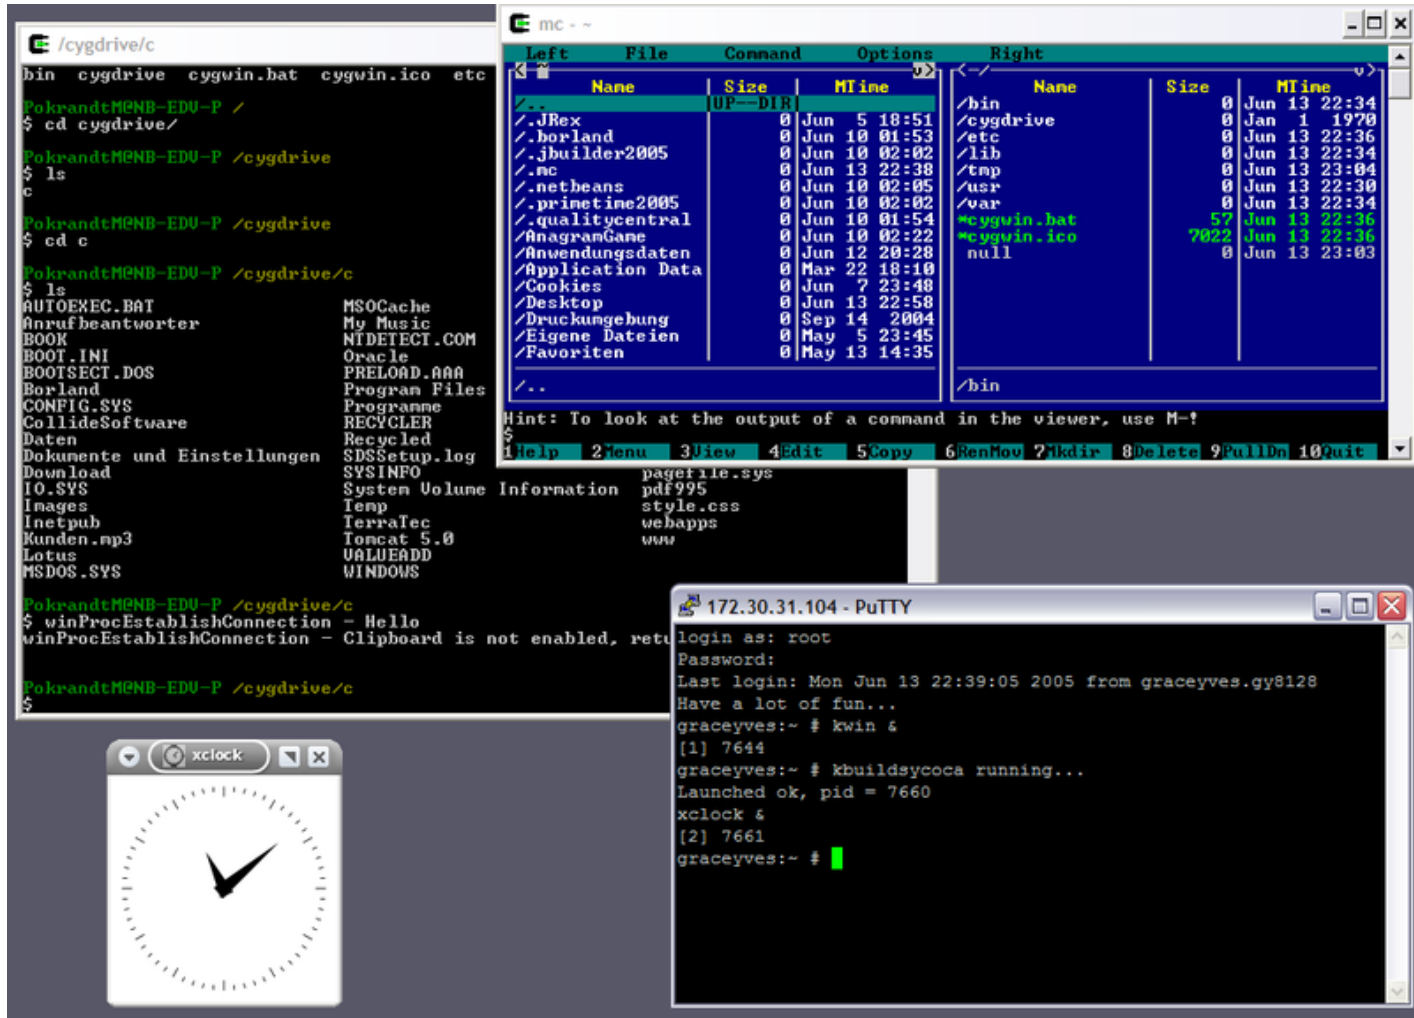 /cygdrive/c
bin cygdrive cygwin.bat cygwin.ico etc
PokrandtM@NB-EDV-P /
$ cd cygdrive/
PokrandtM@NB-EDV-P /cygdrive
$ ls
c
PokrandtM@NB-EDV-P /cygdrive
$ cd c
PokrandtM@NB-EDV-P /cygdrive/c
$ ls
AUTOEXEC.BAT MSOCache
Anrufbeantworter My Music
BOOK NTDETECT.COM
BOOT.INI Oracle
BOOTSECT.DOS PRELOAD.AAA
Borland Program Files
CONFIG.SYS Programme
CollideSoftware RECYCLER
Daten Recycled
Dokumente und Einstellungen SDSSetup.log
Download SYSINFO pagefile.sys
IO.SYS System Volume Information pdf995
Images Temp style.css
Inetpub TerraTec webapps
Kunden.mp3 Tomcat 5.0 www
Lotus VALUEADD
MSDOS.SYS WINDOWS
PokrandtM@NB-EDV-P /cygdrive/c
$ winProcEstablishConnection - Hello
winProcEstablishConnection - Clipboard is not enabled, retu
PokrandtM@NB-EDV-P /cygdrive/c
$
mc - ~
Left File Command Options Right
<~ v> <-/ v>
Name Size MTime Name Size MTime
/.. UP--DIR /bin 0 Jun 13 22:34
/.JRex 0 Jun 5 18:51 /cygdrive 0 Jan 1 1970
/.borland 0 Jun 10 01:53 /etc 0 Jun 13 22:36
/.jbuilder2005 0 Jun 10 02:02 /lib 0 Jun 13 22:34
/.mc 0 Jun 13 22:38 /tmp 0 Jun 13 23:04
/.netbeans 0 Jun 10 02:05 /usr 0 Jun 13 22:30
/.primetime2005 0 Jun 10 02:02 /var 0 Jun 13 22:34
/.qualitycentral 0 Jun 10 01:54 *cygwin.bat 57 Jun 13 22:36
/AnagramGame 0 Jun 10 02:22 *cygwin.ico 7022 Jun 13 22:36
/Anwendungsdaten 0 Jun 12 20:28 null 0 Jun 13 23:03
/Application Data 0 Mar 22 18:10
/Cookies 0 Jun 7 23:48
/Desktop 0 Jun 13 22:58
/Druckumgebung 0 Sep 14 2004
/Eigene Dateien 0 May 5 23:45
/Favoriten 0 May 13 14:35
/.. /bin
Hint: To look at the output of a command in the viewer, use M-!
$
1Help 2Menu 3View 4Edit 5Copy 6RenMov 7Mkdir 8Delete 9PullDn 10Quit
172.30.31.104 - PuTTY
login as: root
Password:
Last login: Mon Jun 13 22:39:05 2005 from graceyves.gy8128
Have a lot of fun...
graceyves:~ # kwin &
[1] 7644
graceyves:~ # kbuildsycoca running...
Launched ok, pid = 7660
xclock &
[2] 7661
graceyves:~ #
xclock